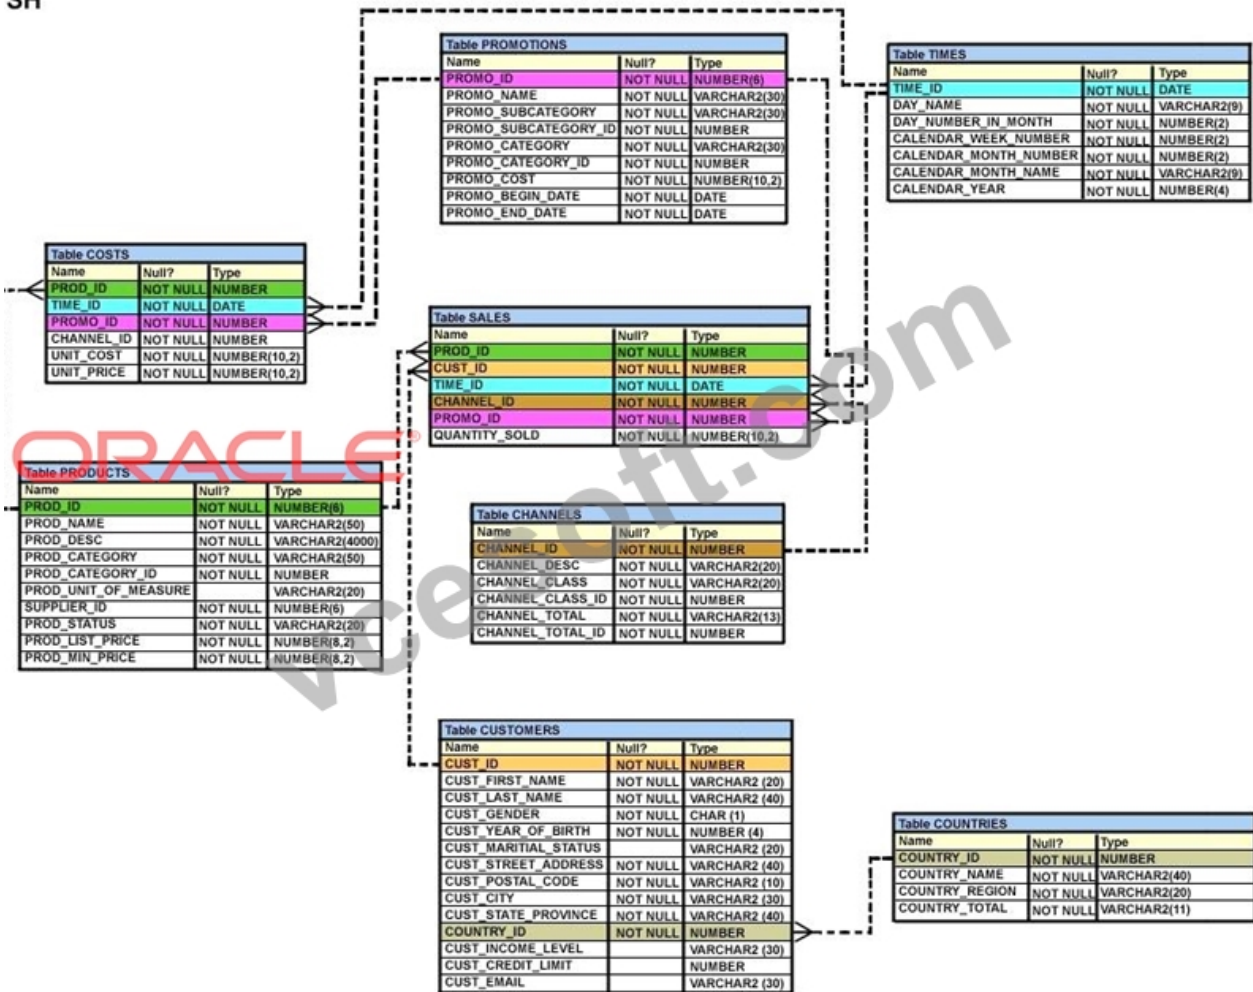 SH
Table PROMOTIONS
Name Null? Type
PROMO_ID NOT NULL NUMBER(6)
PROMO_NAME NOT NULL VARCHAR2(30)
PROMO_SUBCATEGORY NOT NULL VARCHAR2(30)
PROMO_SUBCATEGORY_ID NOT NULL NUMBER
PROMO_CATEGORY NOT NULL VARCHAR2(30)
PROMO_CATEGORY_ID NOT NULL NUMBER
PROMO_COST NOT NULL NUMBER(10,2)
PROMO_BEGIN_DATE NOT NULL DATE
PROMO_END_DATE NOT NULL DATE
Table TIMES
Name Null? Type
TIME_ID NOT NULL DATE
DAY_NAME NOT NULL VARCHAR2(9)
DAY_NUMBER_IN_MONTH NOT NULL NUMBER(2)
CALENDAR_WEEK_NUMBER NOT NULL NUMBER(2)
CALENDAR_MONTH_NUMBER NOT NULL NUMBER(2)
CALENDAR_MONTH_NAME NOT NULL VARCHAR2(9)
CALENDAR_YEAR NOT NULL NUMBER(4)
Table COSTS
Name Null? Type
PROD_ID NOT NULL NUMBER
TIME_ID NOT NULL DATE
PROMO_ID NOT NULL NUMBER
CHANNEL_ID NOT NULL NUMBER
UNIT_COST NOT NULL NUMBER(10,2)
UNIT_PRICE NOT NULL NUMBER(10,2)
Table SALES
Name Null? Type
PROD_ID NOT NULL NUMBER
CUST_ID NOT NULL NUMBER
TIME_ID NOT NULL DATE
CHANNEL_ID NOT NULL NUMBER
PROMO_ID NOT NULL NUMBER
QUANTITY_SOLD NOT NULL NUMBER(10,2)
ORACLE®
Table PRODUCTS
Name Null? Type
PROD_ID NOT NULL NUMBER(6)
PROD_NAME NOT NULL VARCHAR2(50)
PROD_DESC NOT NULL VARCHAR2(4000)
PROD_CATEGORY NOT NULL VARCHAR2(50)
PROD_CATEGORY_ID NOT NULL NUMBER
PROD_UNIT_OF_MEASURE VARCHAR2(20)
SUPPLIER_ID NOT NULL NUMBER(6)
PROD_STATUS NOT NULL VARCHAR2(20)
PROD_LIST_PRICE NOT NULL NUMBER(8,2)
PROD_MIN_PRICE NOT NULL NUMBER(8,2)
Table CHANNELS
Name Null? Type
CHANNEL_ID NOT NULL NUMBER
CHANNEL_DESC NOT NULL VARCHAR2(20)
CHANNEL_CLASS NOT NULL VARCHAR2(20)
CHANNEL_CLASS_ID NOT NULL NUMBER
CHANNEL_TOTAL NOT NULL VARCHAR2(13)
CHANNEL_TOTAL_ID NOT NULL NUMBER
vcesoft.com
Table CUSTOMERS
Name Null? Type
CUST_ID NOT NULL NUMBER
CUST_FIRST_NAME NOT NULL VARCHAR2 (20)
CUST_LAST_NAME NOT NULL VARCHAR2 (40)
CUST_GENDER NOT NULL CHAR (1)
CUST_YEAR_OF_BIRTH NOT NULL NUMBER (4)
CUST_MARITIAL_STATUS VARCHAR2 (20)
CUST_STREET_ADDRESS NOT NULL VARCHAR2 (40)
CUST_POSTAL_CODE NOT NULL VARCHAR2 (10)
CUST_CITY NOT NULL VARCHAR2 (30)
CUST_STATE_PROVINCE NOT NULL VARCHAR2 (40)
COUNTRY_ID NOT NULL NUMBER
CUST_INCOME_LEVEL VARCHAR2 (30)
CUST_CREDIT_LIMIT NUMBER
CUST_EMAIL VARCHAR2 (30)
Table COUNTRIES
Name Null? Type
COUNTRY_ID NOT NULL NUMBER
COUNTRY_NAME NOT NULL VARCHAR2(40)
COUNTRY_REGION NOT NULL VARCHAR2(20)
COUNTRY_TOTAL NOT NULL VARCHAR2(11)